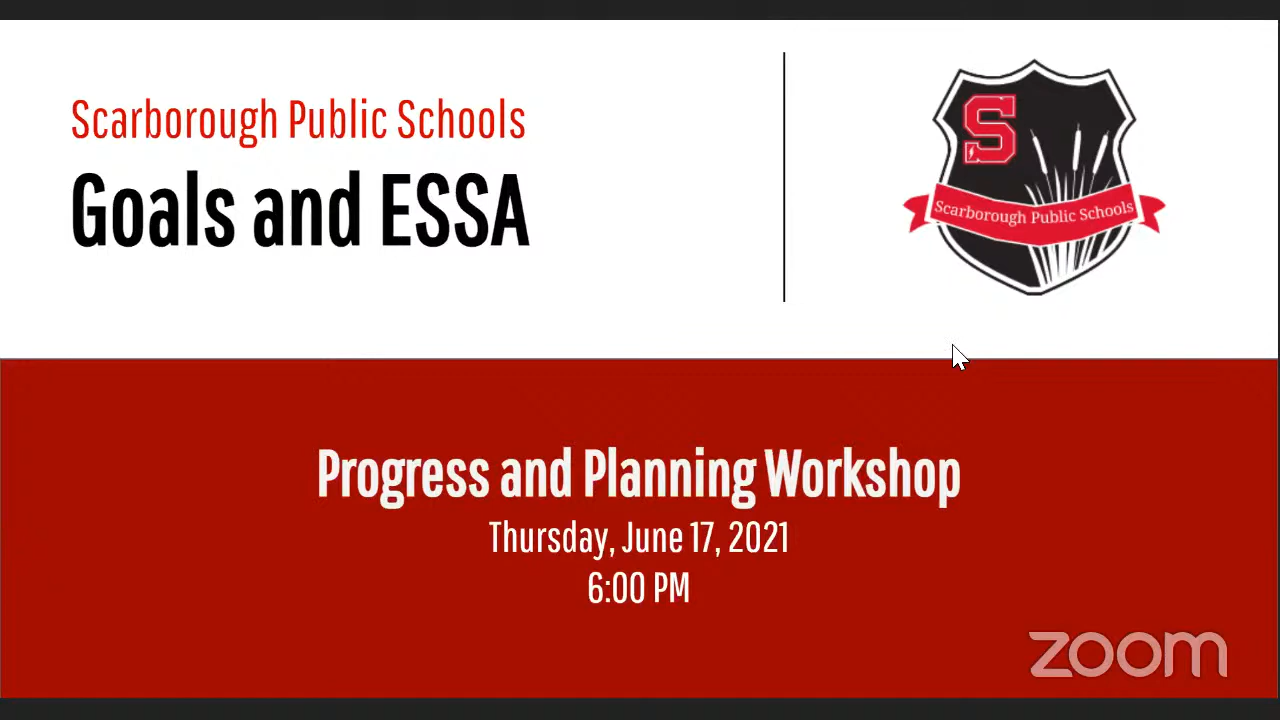 Scarborough Public Schools
Goals and ESSA
S
Scarborough Public Schools
Progress and Planning Workshop
Thursday, June 17, 2021
6:00 PM
zoom